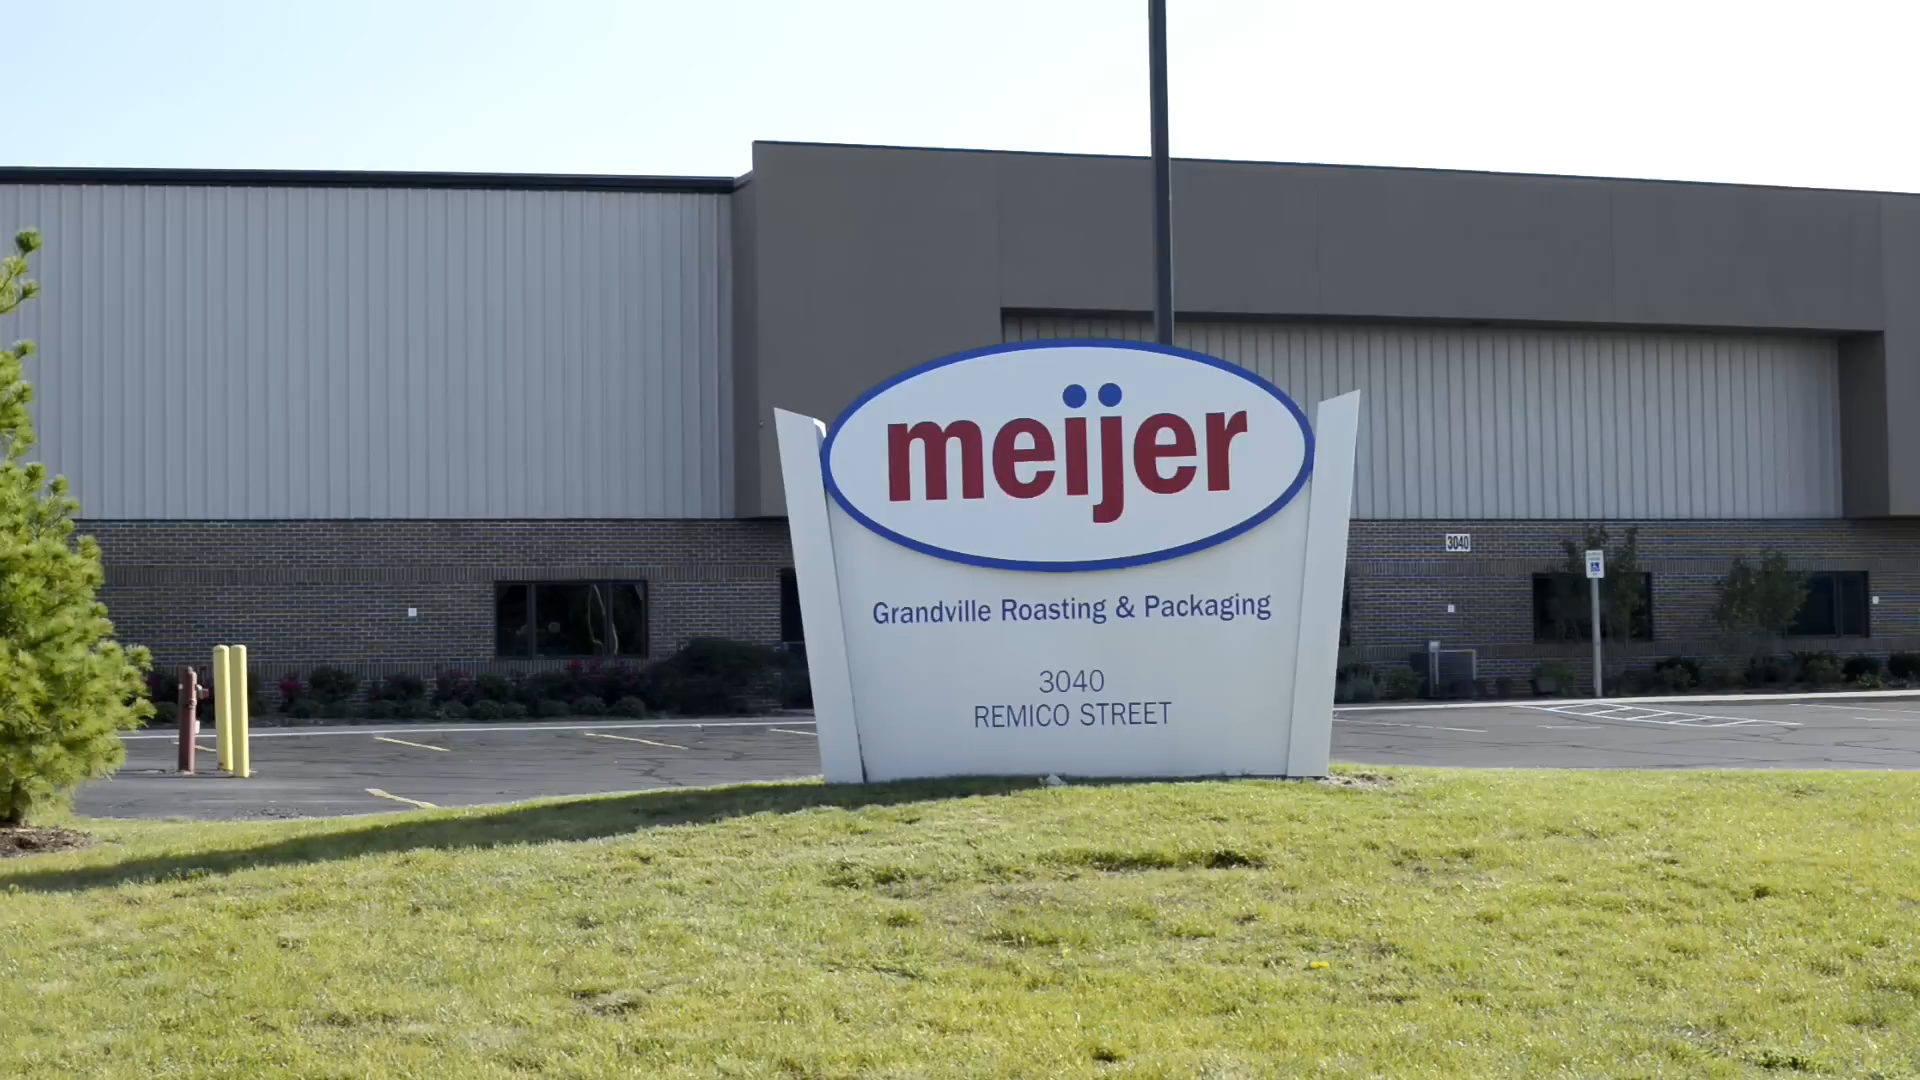 meijer
Grandville Roasting & Packaging
3040
REMICO STREET
3040